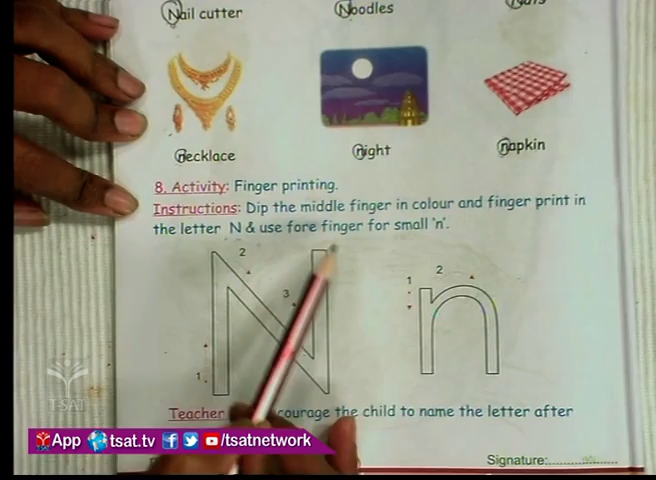 Nail cutter Noodles Nuts
necklace night napkin
8. Activity: Finger printing.
Instructions: Dip the middle finger in colour and finger print in
the letter N & use fore finger for small 'n'.
2 3 1
1 2
Teacher courage the child to name the letter after
T-SAT
App tsat.tv /tsatnetwork
Signature: